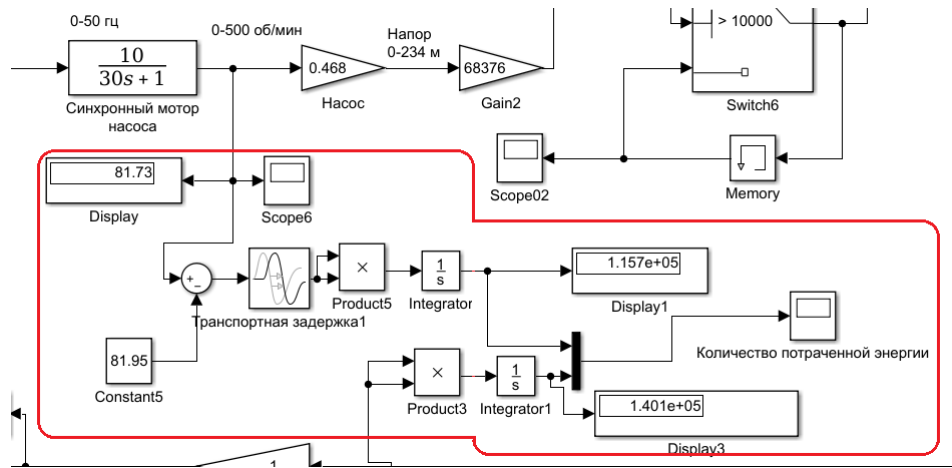 0-50 гц
0-500 об/мин
Напор
0-234 м
> 10000
10
30s + 1
0.468
68376
Синхронный мотор
насоса
Насос
Gain2
Switch6
81.73
Display
Scope6
Scope02
Memory
+
−
×
Product5
1
s
Integrator
1.157e+05
Display1
Транспортная задержка1
81.95
Constant5
×
Product3
1
s
Integrator1
Количество потраченной энергии
1.401e+05
Display3
1